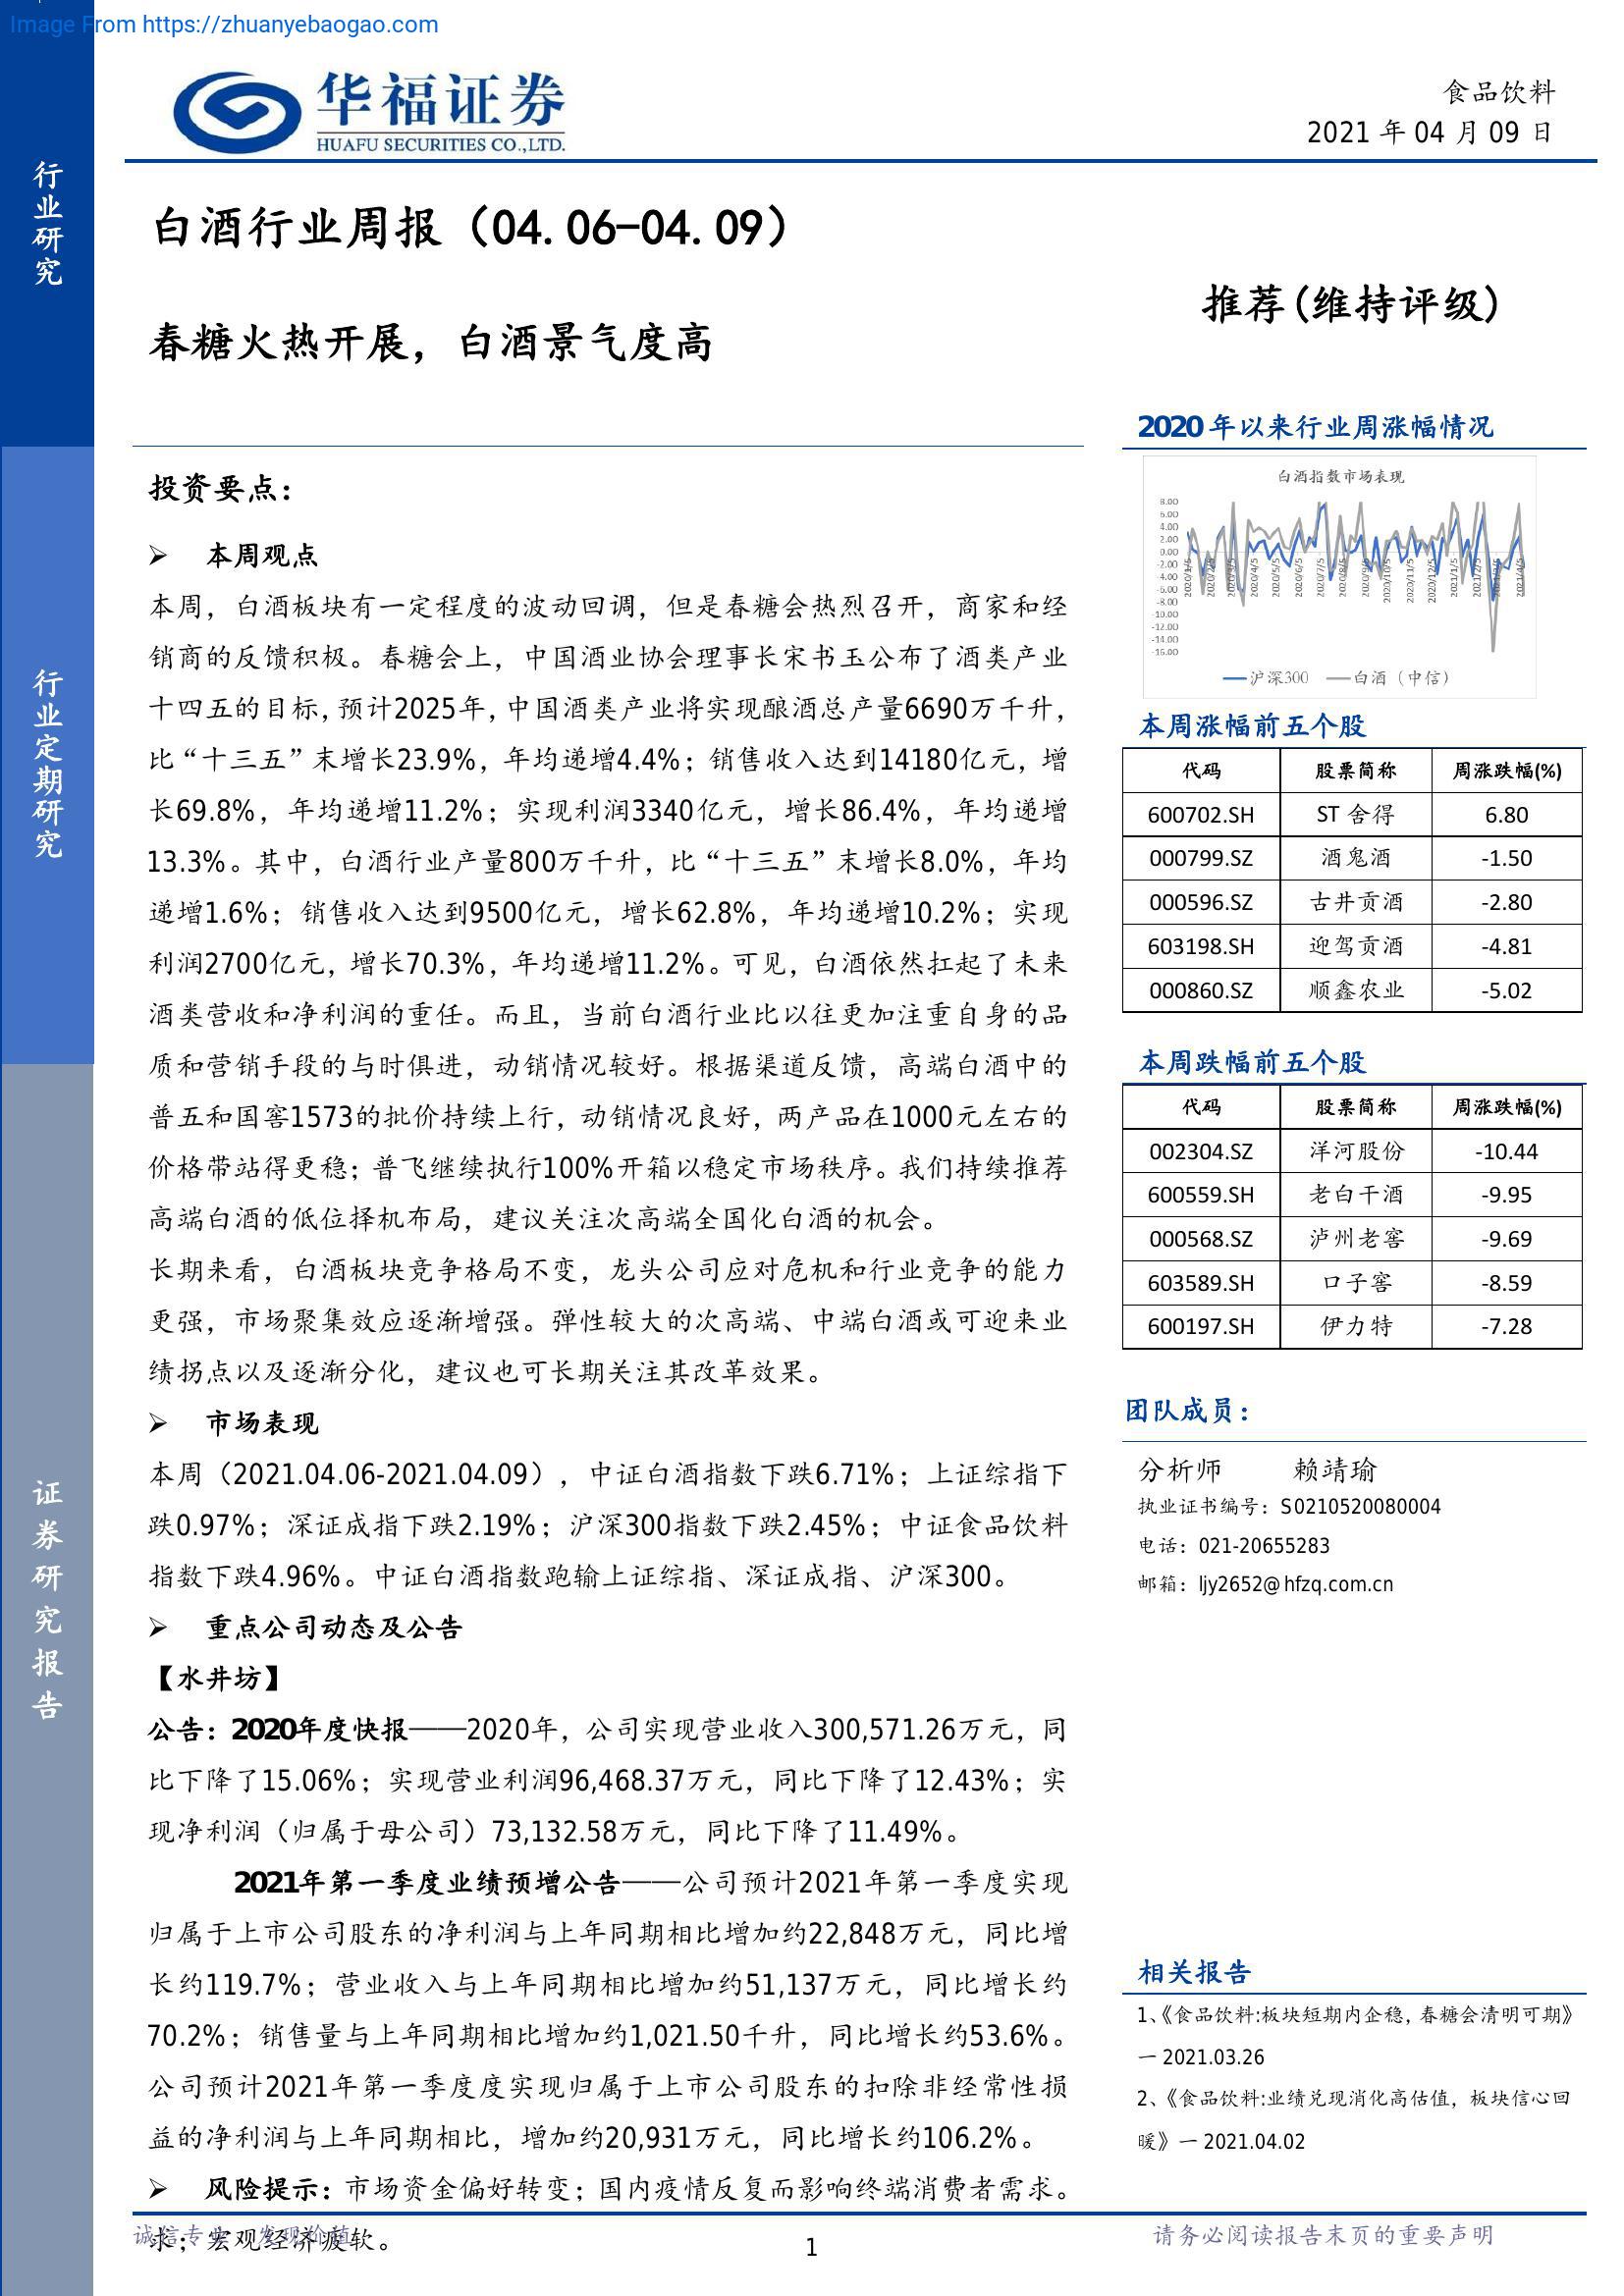 Image From https://zhuanyebaogao.com
华福证券
HUAFU SECURITIES CO.,LTD.
食品饮料
2021 年 04 月 09 日
行业研究
行业定期研究
证券研究报告
白酒行业周报（04.06-04.09）
春糖火热开展，白酒景气度高
推荐(维持评级)
投资要点：
➢ 本周观点
本周，白酒板块有一定程度的波动回调，但是春糖会热烈召开，商家和经
销商的反馈积极。春糖会上，中国酒业协会理事长宋书玉公布了酒类产业
十四五的目标，预计2025年，中国酒类产业将实现酿酒总产量6690万千升，
比“十三五”末增长23.9%，年均递增4.4%；销售收入达到14180亿元，增
长69.8%，年均递增11.2%；实现利润3340亿元，增长86.4%，年均递增
13.3%。其中，白酒行业产量800万千升，比“十三五”末增长8.0%，年均
递增1.6%；销售收入达到9500亿元，增长62.8%，年均递增10.2%；实现
利润2700亿元，增长70.3%，年均递增11.2%。可见，白酒依然扛起了未来
酒类营收和净利润的重任。而且，当前白酒行业比以往更加注重自身的品
质和营销手段的与时俱进，动销情况较好。根据渠道反馈，高端白酒中的
普五和国窖1573的批价持续上行，动销情况良好，两产品在1000元左右的
价格带站得更稳；普飞继续执行100%开箱以稳定市场秩序。我们持续推荐
高端白酒的低位择机布局，建议关注次高端全国化白酒的机会。
长期来看，白酒板块竞争格局不变，龙头公司应对危机和行业竞争的能力
更强，市场聚集效应逐渐增强。弹性较大的次高端、中端白酒或可迎来业
绩拐点以及逐渐分化，建议也可长期关注其改革效果。
➢ 市场表现
本周（2021.04.06-2021.04.09），中证白酒指数下跌6.71%；上证综指下
跌0.97%；深证成指下跌2.19%；沪深300指数下跌2.45%；中证食品饮料
指数下跌4.96%。中证白酒指数跑输上证综指、深证成指、沪深300。
➢ 重点公司动态及公告
【水井坊】
公告：2020年度快报——2020年，公司实现营业收入300,571.26万元，同
比下降了15.06%；实现营业利润96,468.37万元，同比下降了12.43%；实
现净利润（归属于母公司）73,132.58万元，同比下降了11.49%。
2021年第一季度业绩预增公告——公司预计2021年第一季度实现
归属于上市公司股东的净利润与上年同期相比增加约22,848万元，同比增
长约119.7%；营业收入与上年同期相比增加约51,137万元，同比增长约
70.2%；销售量与上年同期相比增加约1,021.50千升，同比增长约53.6%。
公司预计2021年第一季度度实现归属于上市公司股东的扣除非经常性损
益的净利润与上年同期相比，增加约20,931万元，同比增长约106.2%。
➢ 风险提示：市场资金偏好转变；国内疫情反复而影响终端消费者需求。
求；宏观经济疲软。
2020 年以来行业周涨幅情况
白酒指数市场表现
8.00
6.00
4.00
2.00
0.00
-2.00
-4.00
-6.00
-8.00
-10.00
-12.00
-14.00
-16.00
2020/1/5 2020/2/5 2020/3/5 2020/4/5 2020/5/5 2020/6/5 2020/7/5 2020/8/5 2020/9/5 2020/10/5 2020/11/5 2020/12/5 2021/1/5 2021/2/5 2021/3/5 2021/4/5
沪深300 白酒（中信）
本周涨幅前五个股
代码 股票简称 周涨跌幅(%)
600702.SH ST 舍得 6.80
000799.SZ 酒鬼酒 -1.50
000596.SZ 古井贡酒 -2.80
603198.SH 迎驾贡酒 -4.81
000860.SZ 顺鑫农业 -5.02
本周跌幅前五个股
代码 股票简称 周涨跌幅(%)
002304.SZ 洋河股份 -10.44
600559.SH 老白干酒 -9.95
000568.SZ 泸州老窖 -9.69
603589.SH 口子窖 -8.59
600197.SH 伊力特 -7.28
团队成员：
分析师 赖靖瑜
执业证书编号：S0210520080004
电话：021-20655283
邮箱：ljy2652@hfzq.com.cn
相关报告
1、《食品饮料:板块短期内企稳，春糖会清明可期》
一 2021.03.26
2、《食品饮料:业绩兑现消化高估值，板块信心回
暖》一 2021.04.02
诚信专业 发现价值
1
请务必阅读报告末页的重要声明